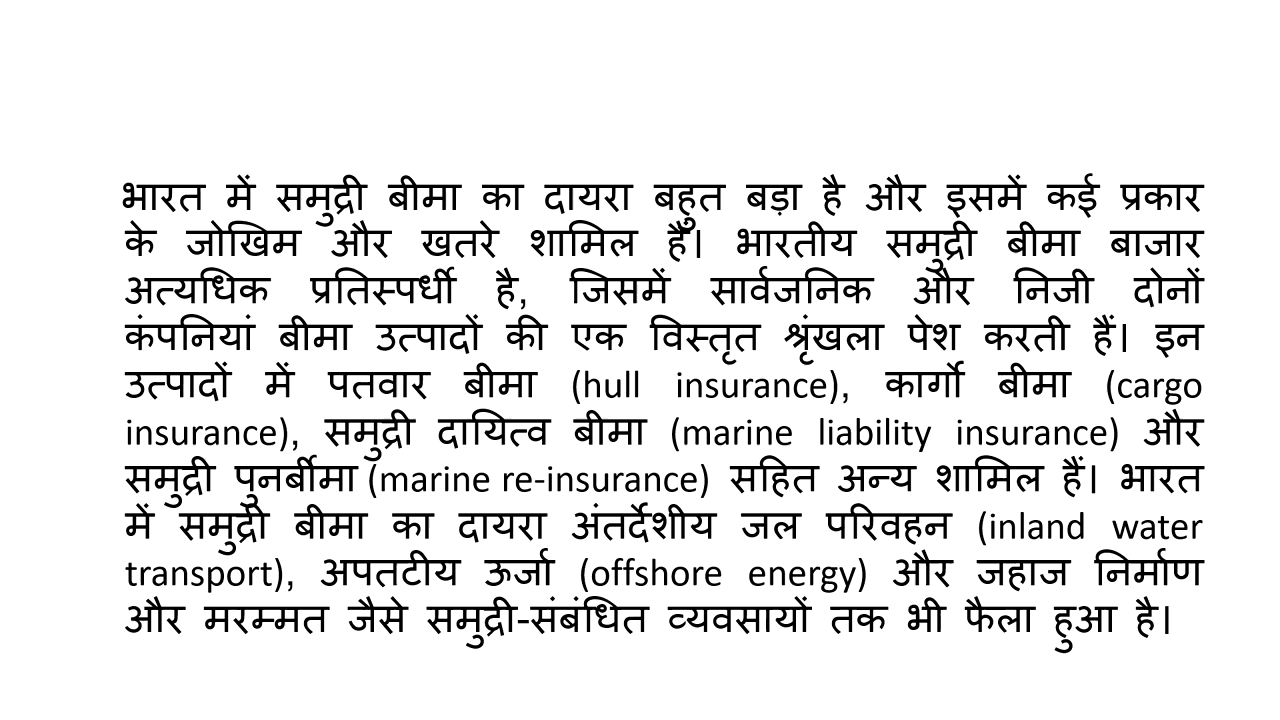 भारत में समुद्री बीमा का दायरा बहुत बड़ा है और इसमें कई प्रकार
के जोखिम और खतरे शामिल हैं। भारतीय समुद्री बीमा बाजार
अत्यधिक प्रतिस्पर्धी है, जिसमें सार्वजनिक और निजी दोनों
कंपनियां बीमा उत्पादों की एक विस्तृत श्रृंखला पेश करती हैं। इन
उत्पादों में पतवार बीमा (hull insurance), कार्गो बीमा (cargo
insurance), समुद्री दायित्व बीमा (marine liability insurance) और
समुद्री पुनर्बीमा (marine re-insurance) सहित अन्य शामिल हैं। भारत
में समुद्री बीमा का दायरा अंतर्देशीय जल परिवहन (inland water
transport), अपतटीय ऊर्जा (offshore energy) और जहाज निर्माण
और मरम्मत जैसे समुद्री-संबंधित व्यवसायों तक भी फैला हुआ है।